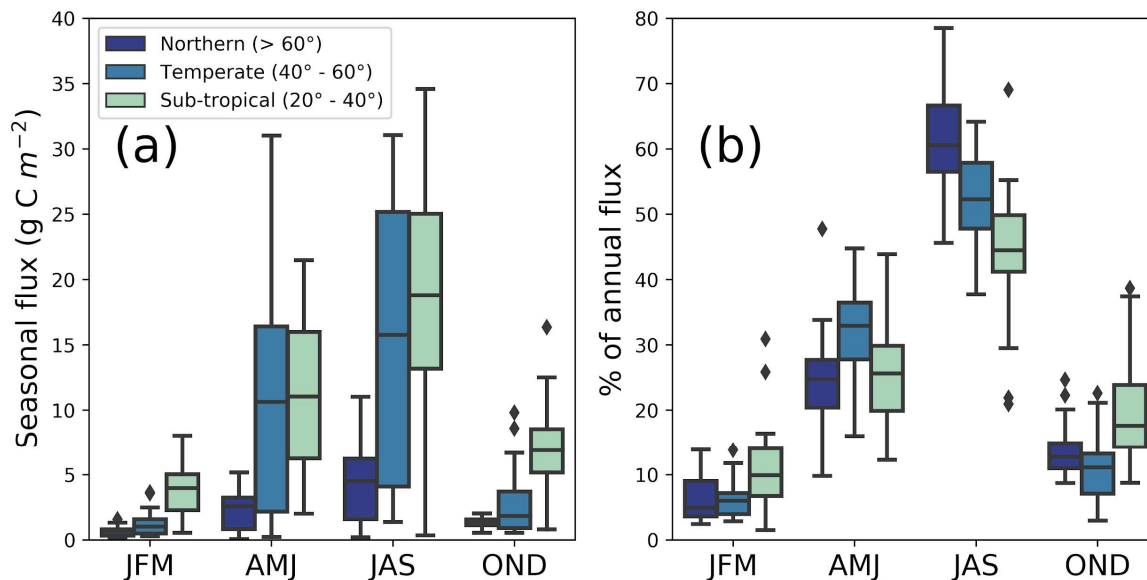 40
35
30
25
20
15
10
5
0
Seasonal flux (g C m⁻²)
Northern (> 60°)
Temperate (40° - 60°)
Sub-tropical (20° - 40°)
(a)
JFM AMJ JAS OND
80
70
60
50
40
30
20
10
0
% of annual flux
(b)
JFM AMJ JAS OND